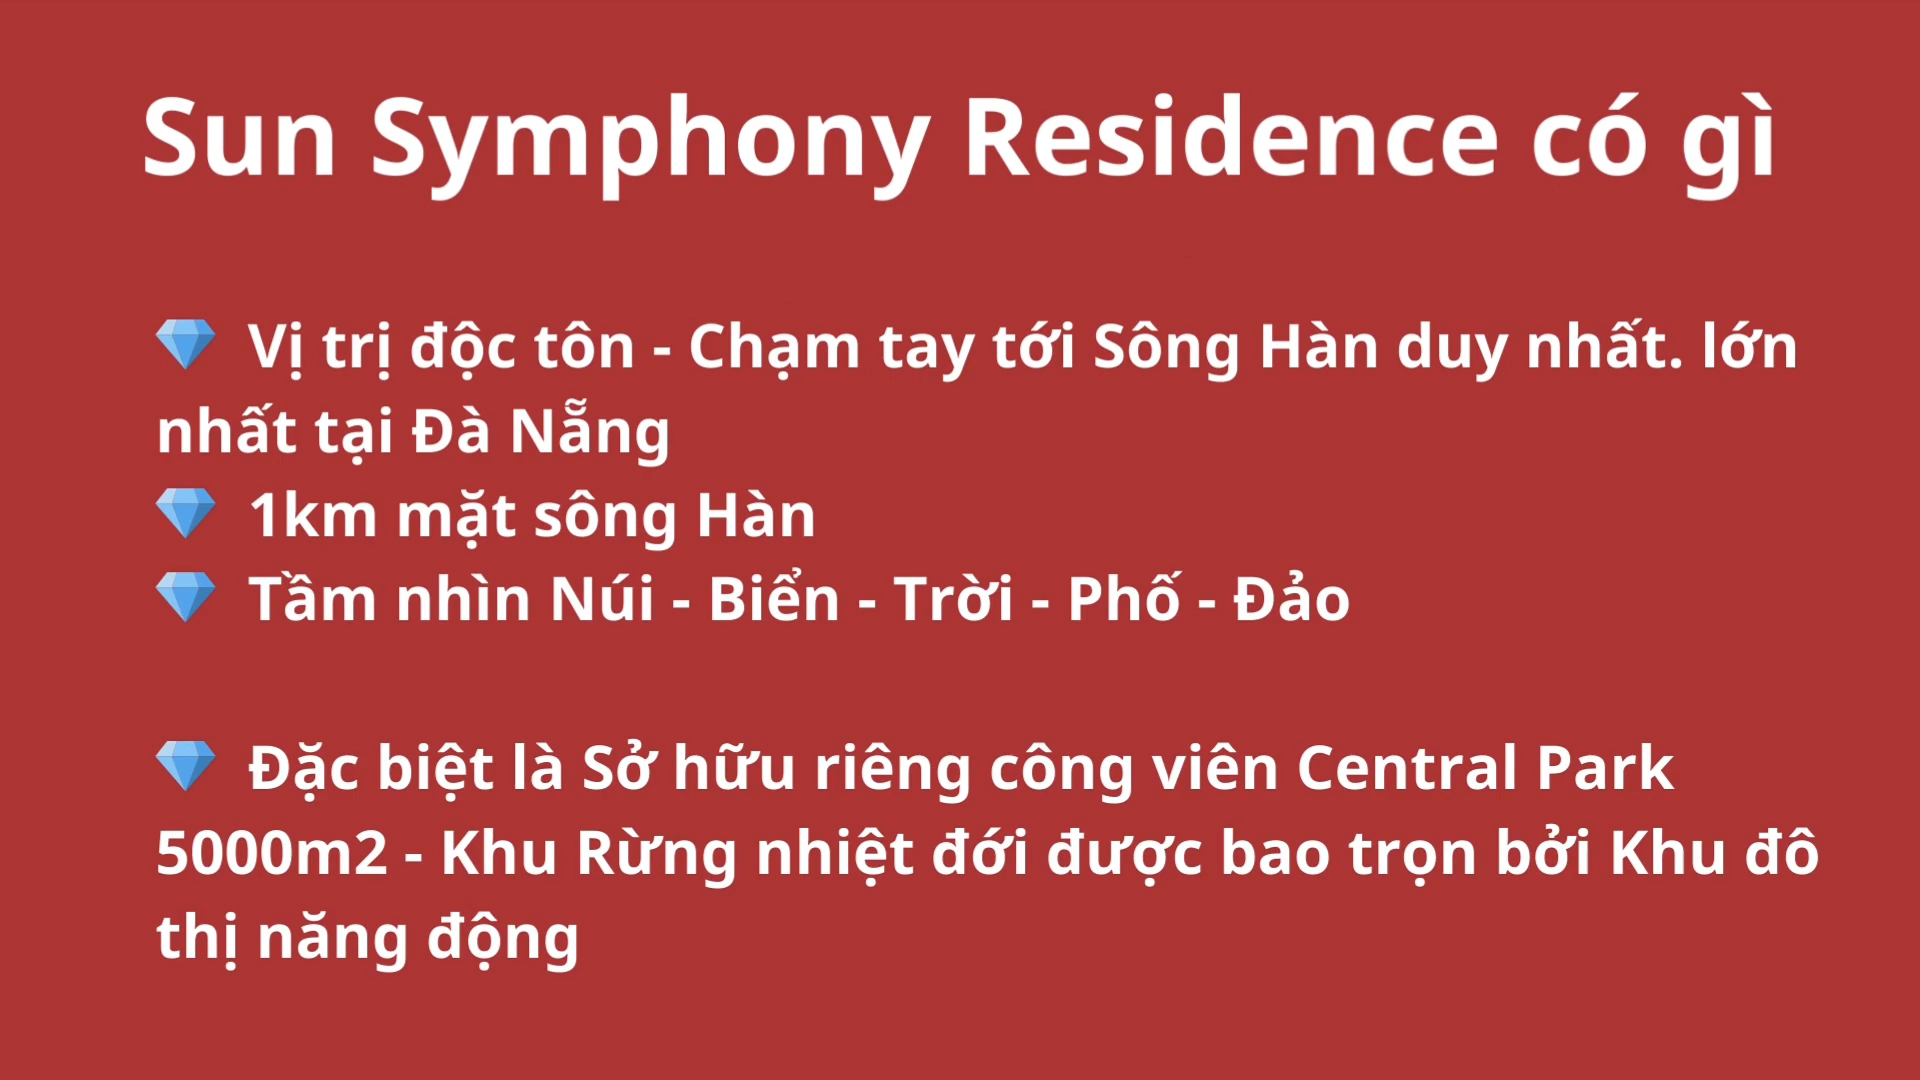 Sun Symphony Residence có gì
💎 Vị trị độc tôn - Chạm tay tới Sông Hàn duy nhất. lớn
nhất tại Đà Nẵng
💎 1km mặt sông Hàn
💎 Tầm nhìn Núi - Biển - Trời - Phố - Đảo
💎 Đặc biệt là Sở hữu riêng công viên Central Park
5000m2 - Khu Rừng nhiệt đới được bao trọn bởi Khu đô
thị năng động